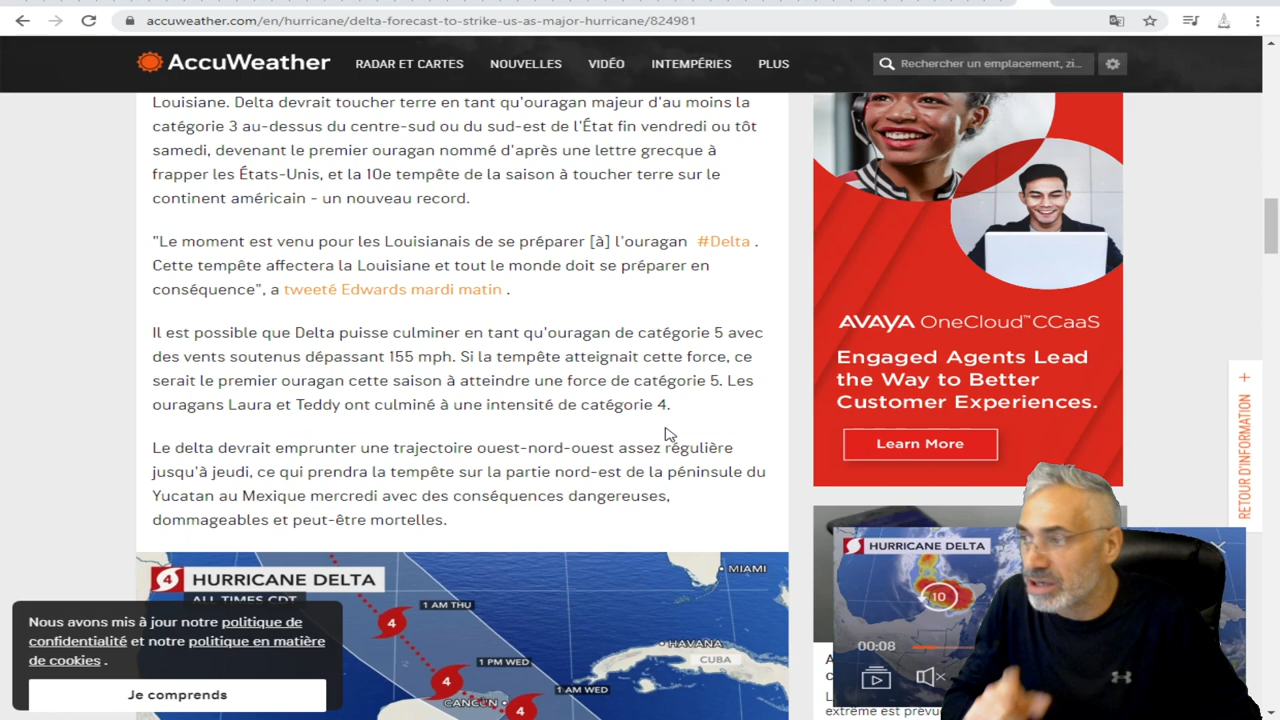 accuweather.com/en/hurricane/delta-forecast-to-strike-us-as-major-hurricane/824981
AccuWeather
RADAR ET CARTES
NOUVELLES
VIDÉO
INTEMPÉRIES
PLUS
Rechercher un emplacement, zi...
Louisiane. Delta devrait toucher terre en tant qu'ouragan majeur d'au moins la
catégorie 3 au-dessus du centre-sud ou du sud-est de l'État fin vendredi ou tôt
samedi, devenant le premier ouragan nommé d'après une lettre grecque à
frapper les États-Unis, et la 10e tempête de la saison à toucher terre sur le
continent américain - un nouveau record.
"Le moment est venu pour les Louisianais de se préparer [à] l'ouragan #Delta .
Cette tempête affectera la Louisiane et tout le monde doit se préparer en
conséquence", a tweeté Edwards mardi matin .
Il est possible que Delta puisse culminer en tant qu'ouragan de catégorie 5 avec
des vents soutenus dépassant 155 mph. Si la tempête atteignait cette force, ce
serait le premier ouragan cette saison à atteindre une force de catégorie 5. Les
ouragans Laura et Teddy ont culminé à une intensité de catégorie 4.
Le delta devrait emprunter une trajectoire ouest-nord-ouest assez régulière
jusqu'à jeudi, ce qui prendra la tempête sur la partie nord-est de la péninsule du
Yucatan au Mexique mercredi avec des conséquences dangereuses,
dommageables et peut-être mortelles.
4 HURRICANE DELTA
ALL TIMES CDT
MIAMI
1 AM THU
4
HAVANA
CUBA
1 PM WED
4
1 AM WED
CANCUN
4
Nous avons mis à jour notre politique de
confidentialité et notre politique en matière
de cookies .
Je comprends
AVAYA OneCloud™CCaaS
Engaged Agents Lead
the Way to Better
Customer Experiences.
Learn More
RETOUR D'INFORMATION +
HURRICANE DELTA
10
00:08
extrême est prévu